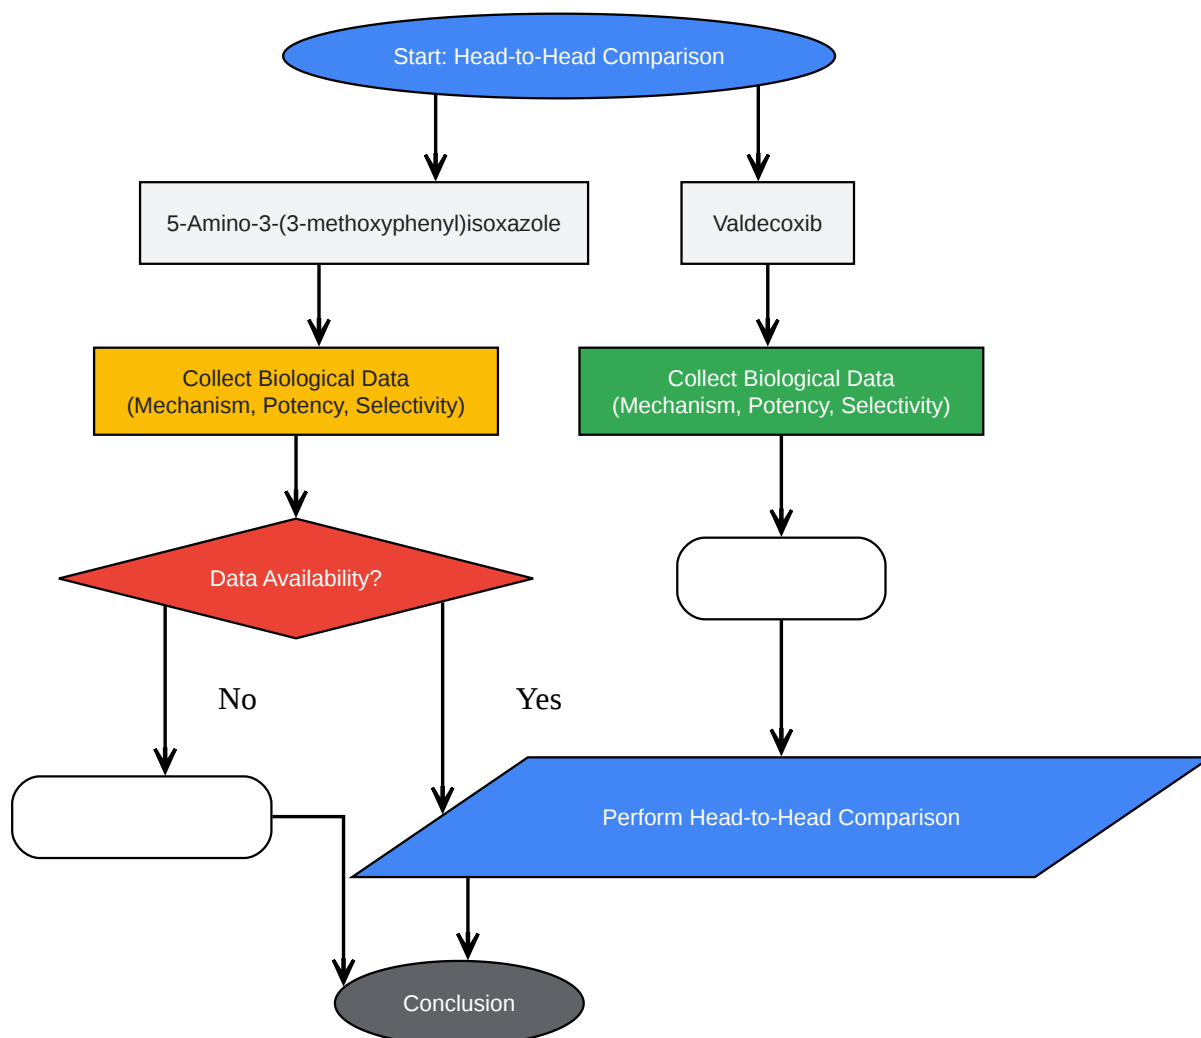 Start: Head-to-Head Comparison
5-Amino-3-(3-methoxyphenyl)isoxazole
Valdecoxib
Collect Biological Data
(Mechanism, Potency, Selectivity)
Collect Biological Data
(Mechanism, Potency, Selectivity)
Data Availability?
No
Yes
Perform Head-to-Head Comparison
Conclusion